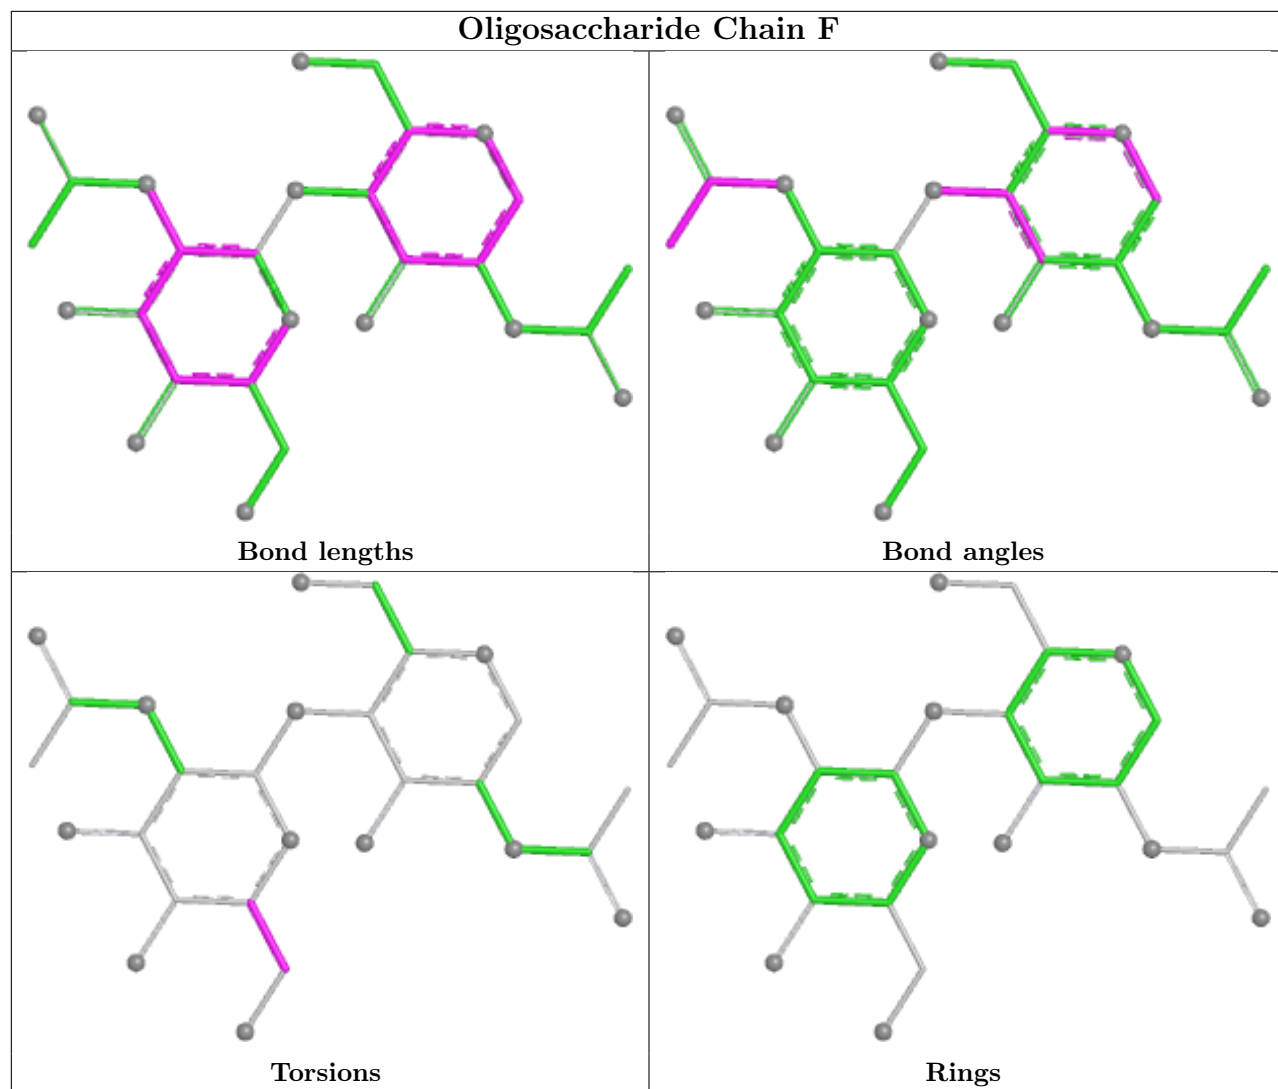 Oligosaccharide Chain F
Bond lengths
Bond angles
Torsions
Rings